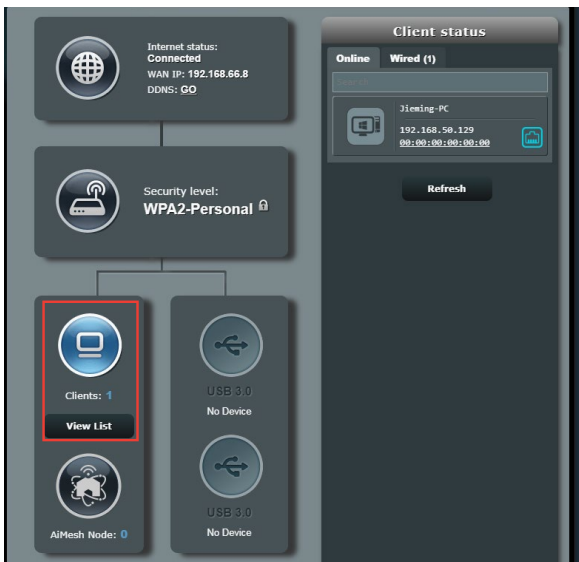 Internet status:
Connected
WAN IP: 192.168.66.8
DDNS: GO
Security level:
WPA2-Personal
Clients: 1
View List
AiMesh Node: 0
USB 3.0
No Device
USB 3.0
No Device
Client status
Online Wired (1)
Search
Jieming-PC
192.168.50.129
00:00:00:00:00:00
Refresh